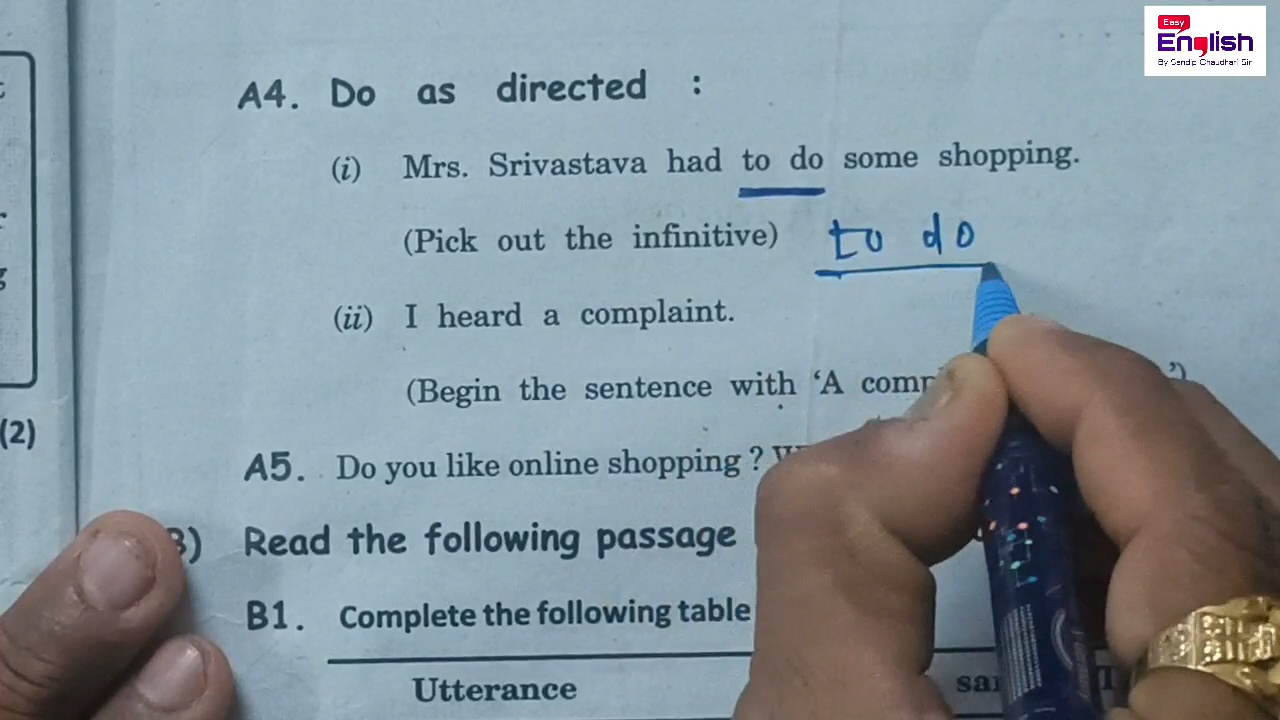 Easy
English
By Sandip Chaudhari Sir
A4. Do as directed :
(i) Mrs. Srivastava had to do some shopping.
(Pick out the infinitive) to do
(ii) I heard a complaint.
(2)
(Begin the sentence with ‘A ’)
A5. Do you like online shopping ?
B) Read the following passage
B1. Complete the following table
Utterance